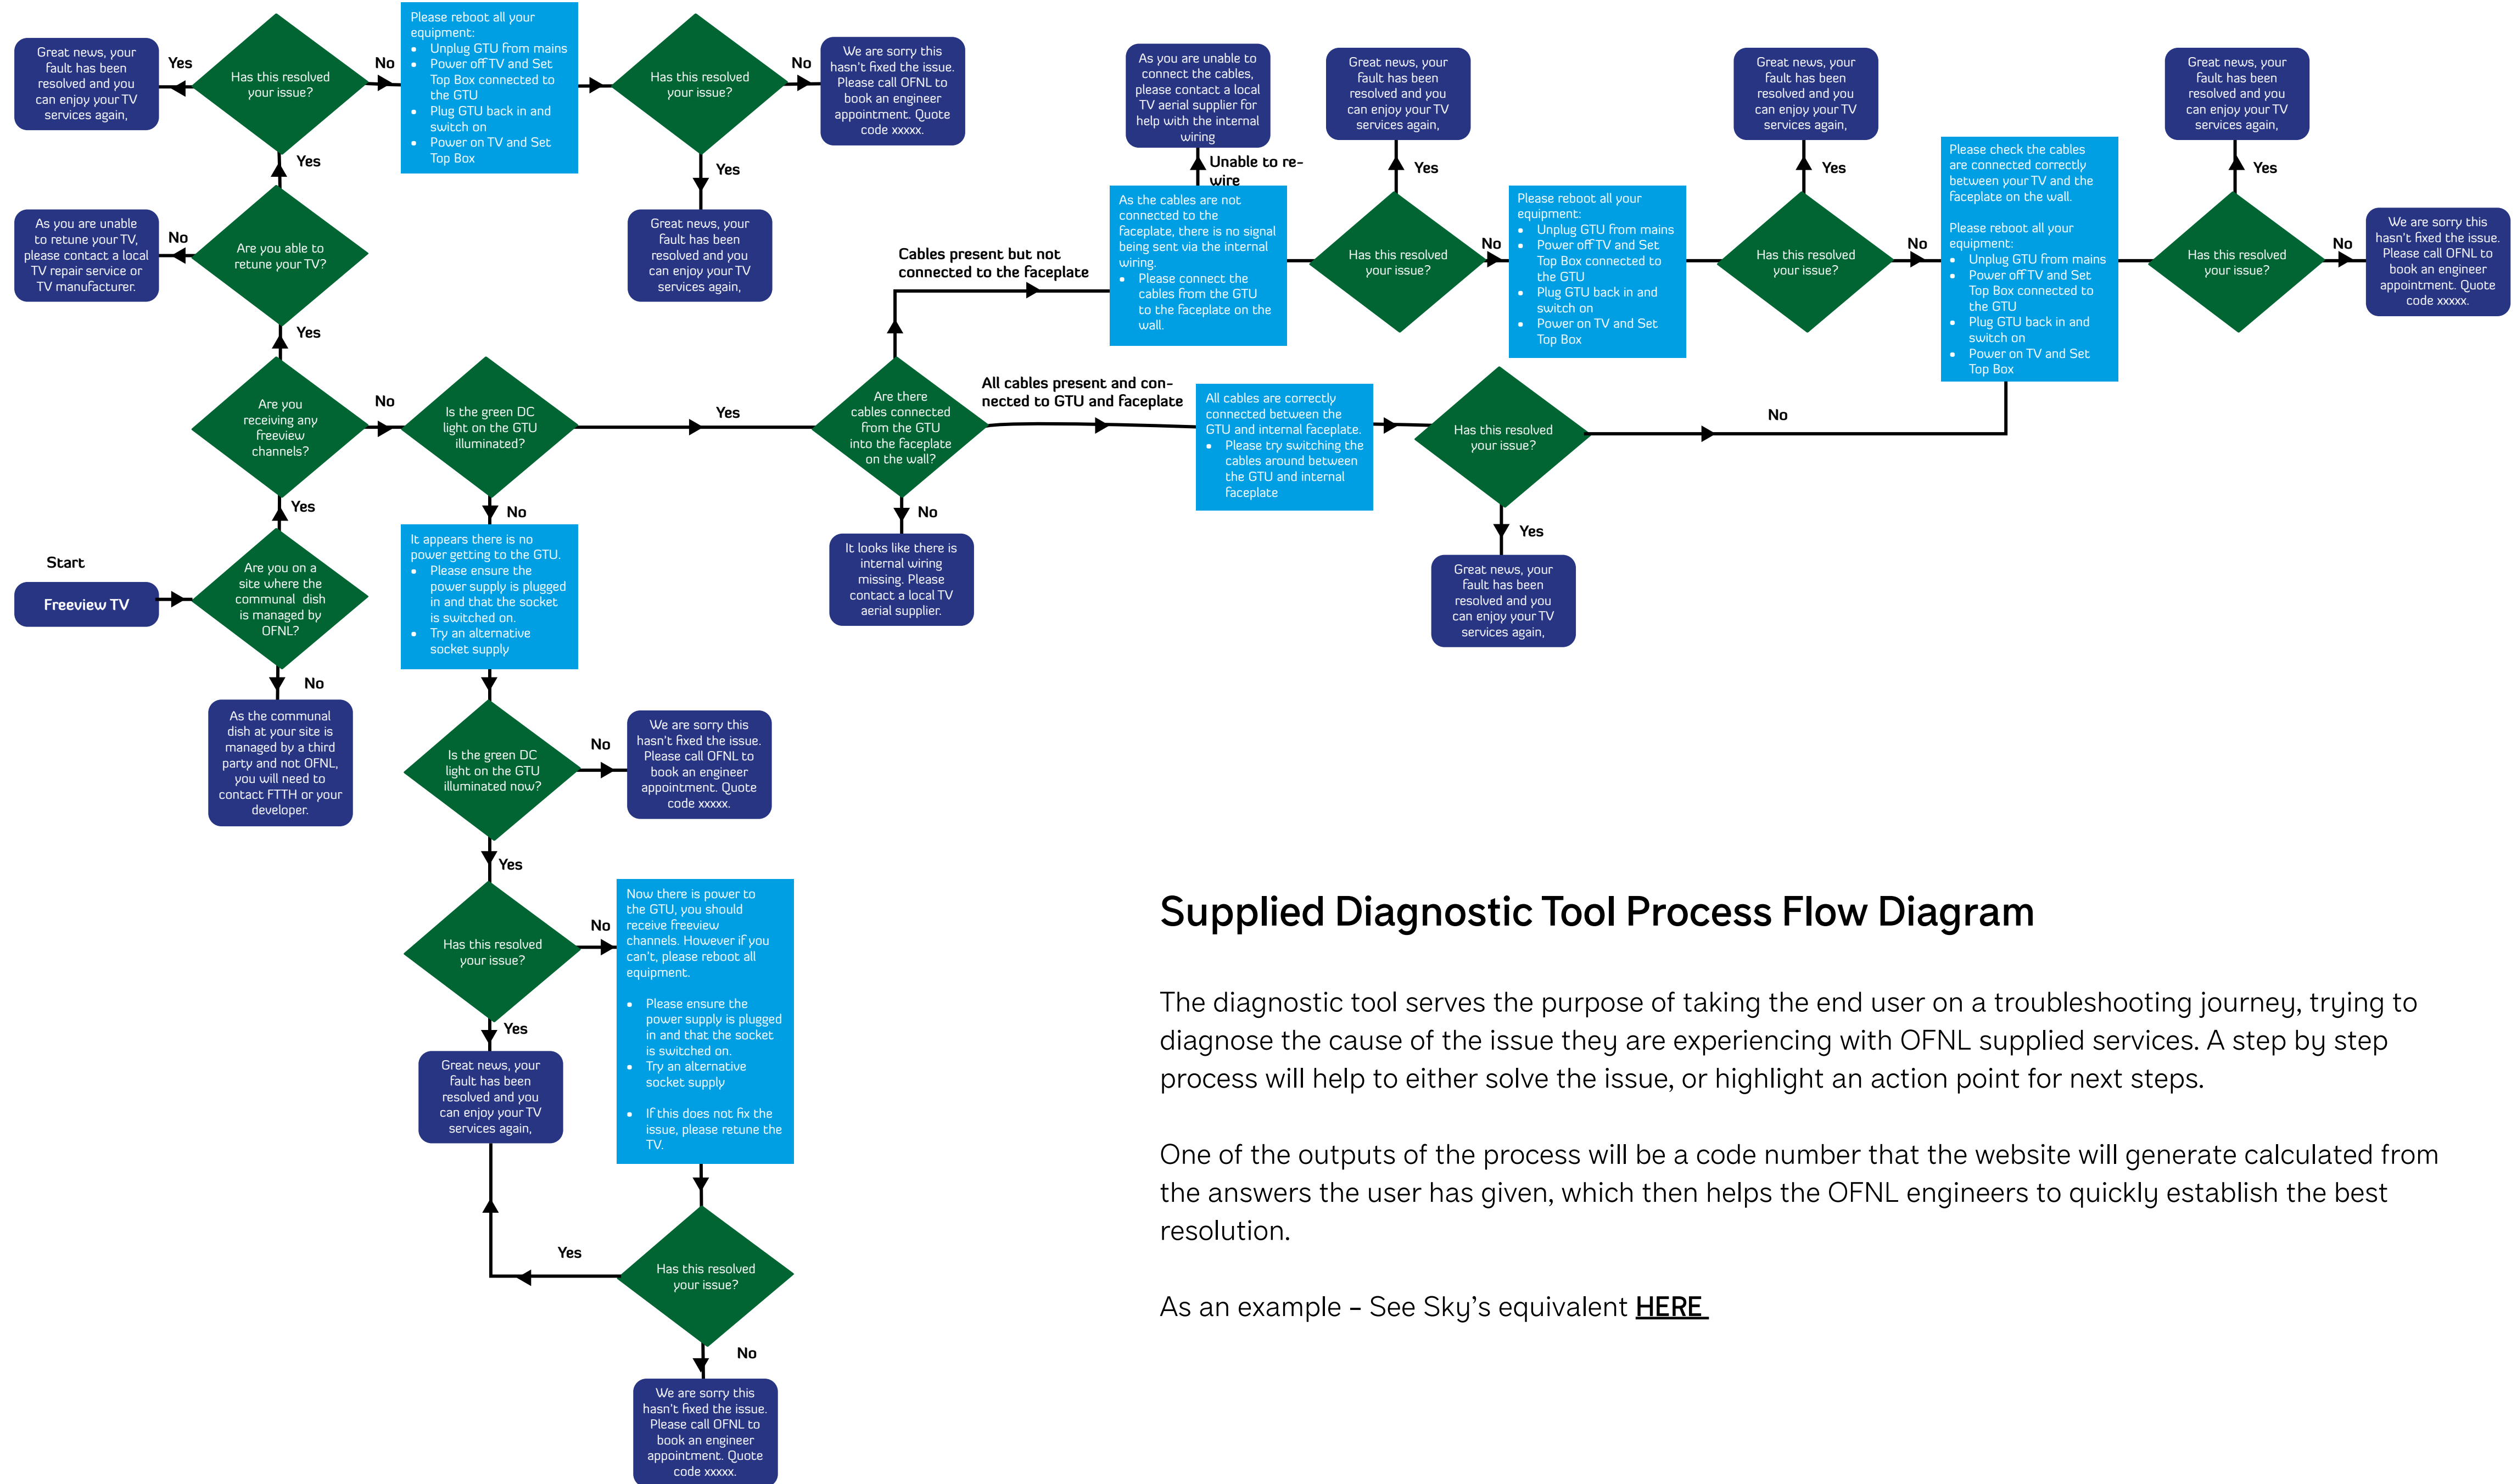 Great news, your
fault has been
resolved and you
can enjoy your TV
services again,
Yes
Has this resolved
your issue?
No
Please reboot all your
equipment:
• Unplug GTU from mains
• Power off TV and Set
Top Box connected to
the GTU
• Plug GTU back in and
switch on
• Power on TV and Set
Top Box
Has this resolved
your issue?
No
We are sorry this
hasn't fixed the issue.
Please call OFNL to
book an engineer
appointment. Quote
code xxxxx.
Yes
Great news, your
fault has been
resolved and you
can enjoy your TV
services again,
Yes
As you are unable
to retune your TV,
please contact a local
TV repair service or
TV manufacturer.
No
Are you able to
retune your TV?
Yes
Are you
receiving any
freeview
channels?
No
Is the green DC
light on the GTU
illuminated?
Yes
Yes
Start
Freeview TV
Are you on a
site where the
communal dish
is managed by
OFNL?
No
As the communal
dish at your site is
managed by a third
party and not OFNL,
you will need to
contact FTTH or your
developer.
No
It appears there is no
power getting to the GTU.
• Please ensure the
power supply is plugged
in and that the socket
is switched on.
• Try an alternative
socket supply
Is the green DC
light on the GTU
illuminated now?
No
We are sorry this
hasn't fixed the issue.
Please call OFNL to
book an engineer
appointment. Quote
code xxxxx.
Yes
Has this resolved
your issue?
No
Now there is power to
the GTU, you should
receive freeview
channels. However if you
can't, please reboot all
equipment.
• Please ensure the
power supply is plugged
in and that the socket
is switched on.
• Try an alternative
socket supply
• If this does not fix the
issue, please retune the
TV.
Yes
Great news, your
fault has been
resolved and you
can enjoy your TV
services again,
Yes
Has this resolved
your issue?
No
We are sorry this
hasn't fixed the issue.
Please call OFNL to
book an engineer
appointment. Quote
code xxxxx.
Are there
cables connected
from the GTU
into the faceplate
on the wall?
No
It looks like there is
internal wiring
missing. Please
contact a local TV
aerial supplier.
Cables present but not
connected to the faceplate
As the cables are not
connected to the
faceplate, there is no signal
being sent via the internal
wiring.
• Please connect the
cables from the GTU
to the faceplate on the
wall.
Unable to re-
wire
As you are unable to
connect the cables,
please contact a local
TV aerial supplier for
help with the internal
wiring
Has this resolved
your issue?
Yes
Great news, your
fault has been
resolved and you
can enjoy your TV
services again,
No
Please reboot all your
equipment:
• Unplug GTU from mains
• Power off TV and Set
Top Box connected to
the GTU
• Plug GTU back in and
switch on
• Power on TV and Set
Top Box
Has this resolved
your issue?
Yes
Great news, your
fault has been
resolved and you
can enjoy your TV
services again,
No
Please check the cables
are connected correctly
between your TV and the
faceplate on the wall.
Please reboot all your
equipment:
• Unplug GTU from mains
• Power off TV and Set
Top Box connected to
the GTU
• Plug GTU back in and
switch on
• Power on TV and Set
Top Box
Has this resolved
your issue?
Yes
Great news, your
fault has been
resolved and you
can enjoy your TV
services again,
No
We are sorry this
hasn't fixed the issue.
Please call OFNL to
book an engineer
appointment. Quote
code xxxxx.
All cables present and con-
nected to GTU and faceplate
All cables are correctly
connected between the
GTU and internal faceplate.
• Please try switching the
cables around between
the GTU and internal
faceplate
Has this resolved
your issue?
No
Yes
Great news, your
fault has been
resolved and you
can enjoy your TV
services again,
Supplied Diagnostic Tool Process Flow Diagram
The diagnostic tool serves the purpose of taking the end user on a troubleshooting journey, trying to
diagnose the cause of the issue they are experiencing with OFNL supplied services. A step by step
process will help to either solve the issue, or highlight an action point for next steps.
One of the outputs of the process will be a code number that the website will generate calculated from
the answers the user has given, which then helps the OFNL engineers to quickly establish the best
resolution.
As an example – See Sky's equivalent HERE